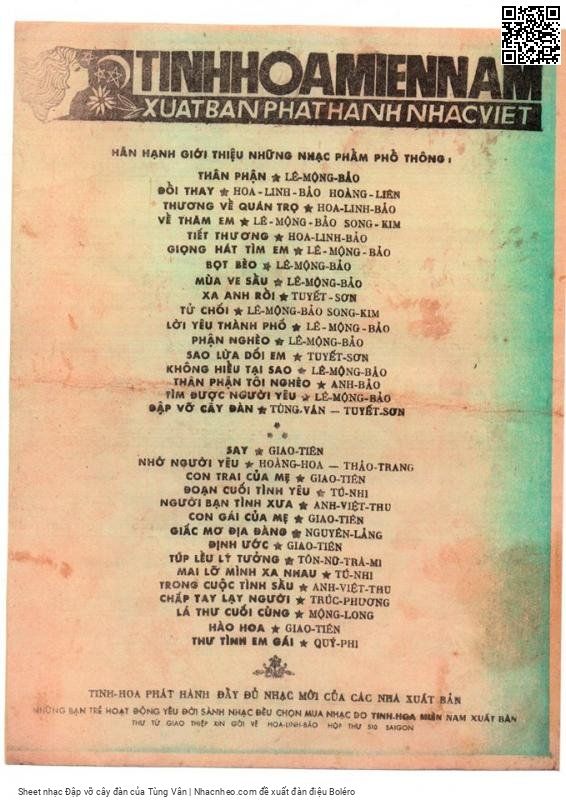 TINHHOAMIENNAM
XUATBANPHATHANHNHACVIET
HÂN HẠNH GIỚI THIỆU NHỮNG NHẠC PHẨM PHỔ THÔNG :
THÂN PHẬN ★ LÊ-MỘNG-BẢO
ĐỔI THAY ★ HOA-LINH-BẢO HOÀNG-LIÊN
THƯƠNG VỀ QUÁN TRỌ ★ HOA-LINH-BẢO
VỀ THĂM EM ★ LÊ-MỘNG-BẢO SONG-KIM
TIẾT THƯƠNG ★ HOA-LINH-BẢO
GIỌNG HÁT TÌM EM ★ LÊ-MỘNG-BẢO
BỌT BÈO ★ LÊ-MỘNG-BẢO
MÙA VE SẦU ★ LÊ-MỘNG-BẢO
XA ANH RỒI ★ TUYẾT-SƠN
TỪ CHỐI ★ LÊ-MỘNG-BẢO SONG-KIM
LỜI YÊU THÀNH PHỐ ★ LÊ-MỘNG-BẢO
PHẬN NGHÈO ★ LÊ-MỘNG-BẢO
SAO LỪA DỐI EM ★ TUYẾT-SƠN
KHÔNG HIỂU TẠI SAO ★ LÊ-MỘNG-BẢO
THÂN PHẬN TÔI NGHÈO ★ ANH-BẢO
TÌM ĐƯỢC NGƯỜI YÊU ★ LÊ-MỘNG-BẢO
ĐẬP VỠ CÂY ĐÀN ★ TÙNG-VÂN — TUYẾT-SƠN
SAY ★ GIAO-TIÊN
NHỚ NGƯỜI YÊU ★ HOÀNG-HOA — THẢO-TRANG
CON TRAI CỦA MẸ ★ GIAO-TIÊN
ĐOẠN CUỐI TÌNH YÊU ★ TÚ-NHI
NGƯỜI BẠN TÌNH XƯA ★ ANH-VIỆT-THU
CON GÁI CỦA MẸ ★ GIAO-TIÊN
GIẤC MƠ ĐỊA ĐÀNG ★ NGUYÊN-LÃNG
ĐỊNH ƯỚC ★ GIAO-TIÊN
TÚP LỀU LÝ TƯỞNG ★ TÔN-NỮ-TRÀ-MI
MAI LỠ MÌNH XA NHAU ★ TÚ-NHI
TRONG CUỘC TÌNH SẦU ★ ANH-VIỆT-THU
CHẮP TAY LẠY NGƯỜI ★ TRÚC-PHƯƠNG
LÁ THƯ CUỐI CÙNG ★ MỘNG-LONG
HÀO HOA ★ GIAO-TIÊN
THƯ TÌNH EM GÁI ★ QUÝ-PHI
TINH-HOA PHÁT HÀNH ĐẦY ĐỦ NHẠC MỚI CỦA CÁC NHÀ XUẤT BẢN
NHỮNG BẠN TRẺ HOẠT ĐỘNG YÊU ĐỜI SÀNH NHẠC ĐỀU CHỌN MUA NHẠC DO TINH-HOA MIỀN NAM XUẤT BẢN
THƯ TỪ GIAO THIỆP XIN GỞI VỀ HOA-LINH-BẢO HỘP THƯ 510 SAIGON
Sheet nhạc Đập vỡ cây đàn của Tùng Vân | Nhacnheo.com đề xuất đàn điệu Boléro